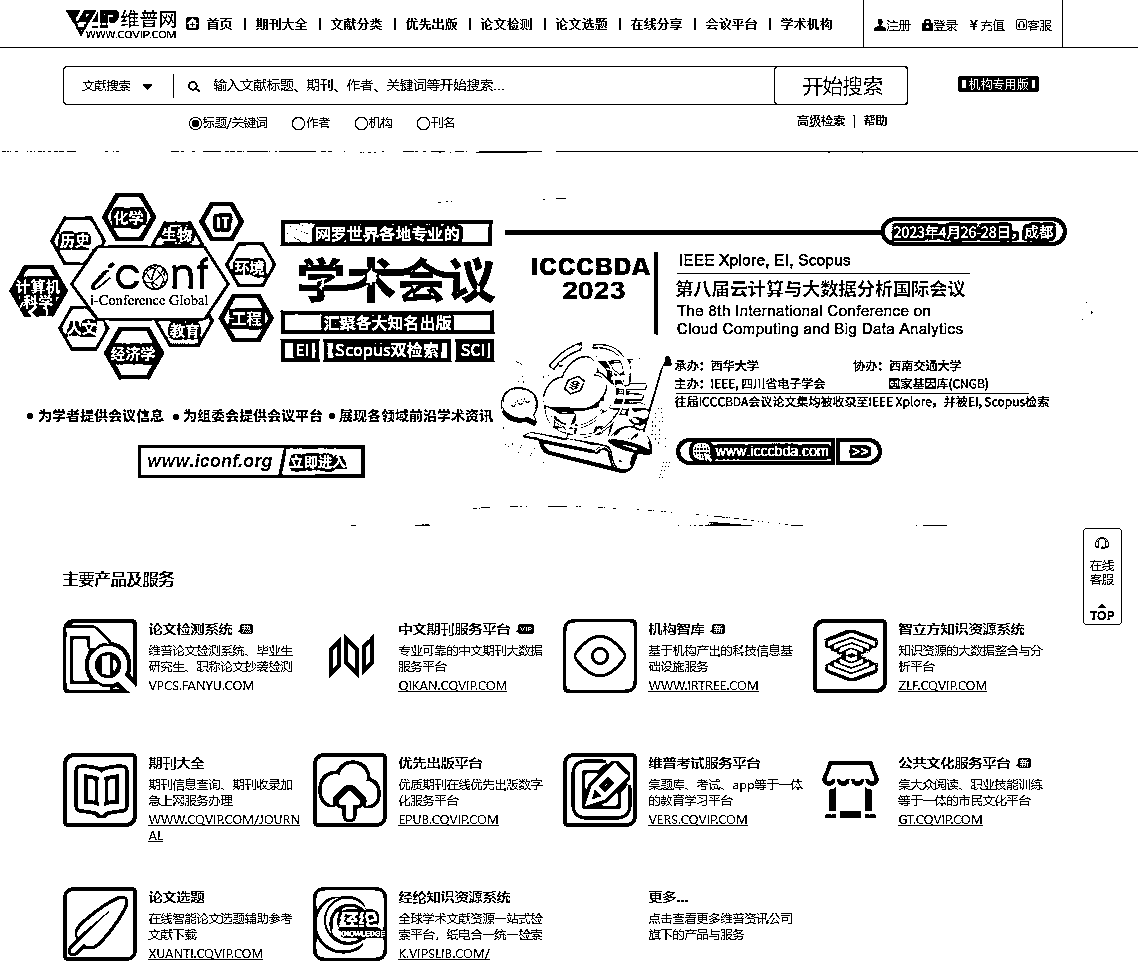 维普网
WWW.CQVIP.COM
首页 | 期刊大全 | 文献分类 | 优先出版 | 论文检测 | 论文选题 | 在线分享 | 会议平台 | 学术机构
注册 登录 ¥充值 客服
文献搜索 输入文献标题、期刊、作者、关键词等开始搜索... 开始搜索 机构专用版
标题/关键词 作者 机构 刊名
高级检索 | 帮助
化学
IT
历史
生物
环境
计算机
科学
iconf
i-Conference Global
人文
教育
工程
经济学
网罗世界各地专业的
学术会议
汇聚各大知名出版
EI 【Scopus双检索】 SCI
• 为学者提供会议信息 • 为组委会提供会议平台 • 展现各领域前沿学术资讯
www.iconf.org 立即进入
2023年4月26-28日，成都
ICCCBDA
2023
IEEE Xplore, EI, Scopus
第八届云计算与大数据分析国际会议
The 8th International Conference on
Cloud Computing and Big Data Analytics
承办：西华大学 协办：西南交通大学
主办：IEEE, 四川省电子学会 国家基因库(CNGB)
往届ICCCBDA会议论文集均被收录至IEEE Xplore，并被EI, Scopus检索
www.icccbda.com >>
在线
客服
TOP
主要产品及服务
论文检测系统 热
维普论文检测系统、毕业生
研究生、职称论文抄袭检测
VPCS.FANYU.COM
中文期刊服务平台 VIP
专业可靠的中文期刊大数据
服务平台
QIKAN.CQVIP.COM
机构智库 新
基于机构产出的科技信息基
础设施服务
WWW.IRTREE.COM
智立方知识资源系统
知识资源的大数据整合与分
析平台
ZLF.CQVIP.COM
期刊大全
期刊信息查询、期刊收录加
急上网服务办理
WWW.CQVIP.COM/JOURN
AL
优先出版平台
优质期刊在线优先出版数字
化服务平台
EPUB.CQVIP.COM
维普考试服务平台
集题库、考试、app等于一体
的教育学习平台
VERS.CQVIP.COM
公共文化服务平台 新
集大众阅读、职业技能训练
等于一体的市民文化平台
GT.CQVIP.COM
论文选题
在线智能论文选题辅助参考
文献下载
XUANTI.CQVIP.COM
经纶
KNOWLEDGE
经纶知识资源系统
全球学术文献资源一站式检
索平台，纸电合一统一检索
K.VIPSLIB.COM/
更多...
点击查看更多维普资讯公司
旗下的产品与服务